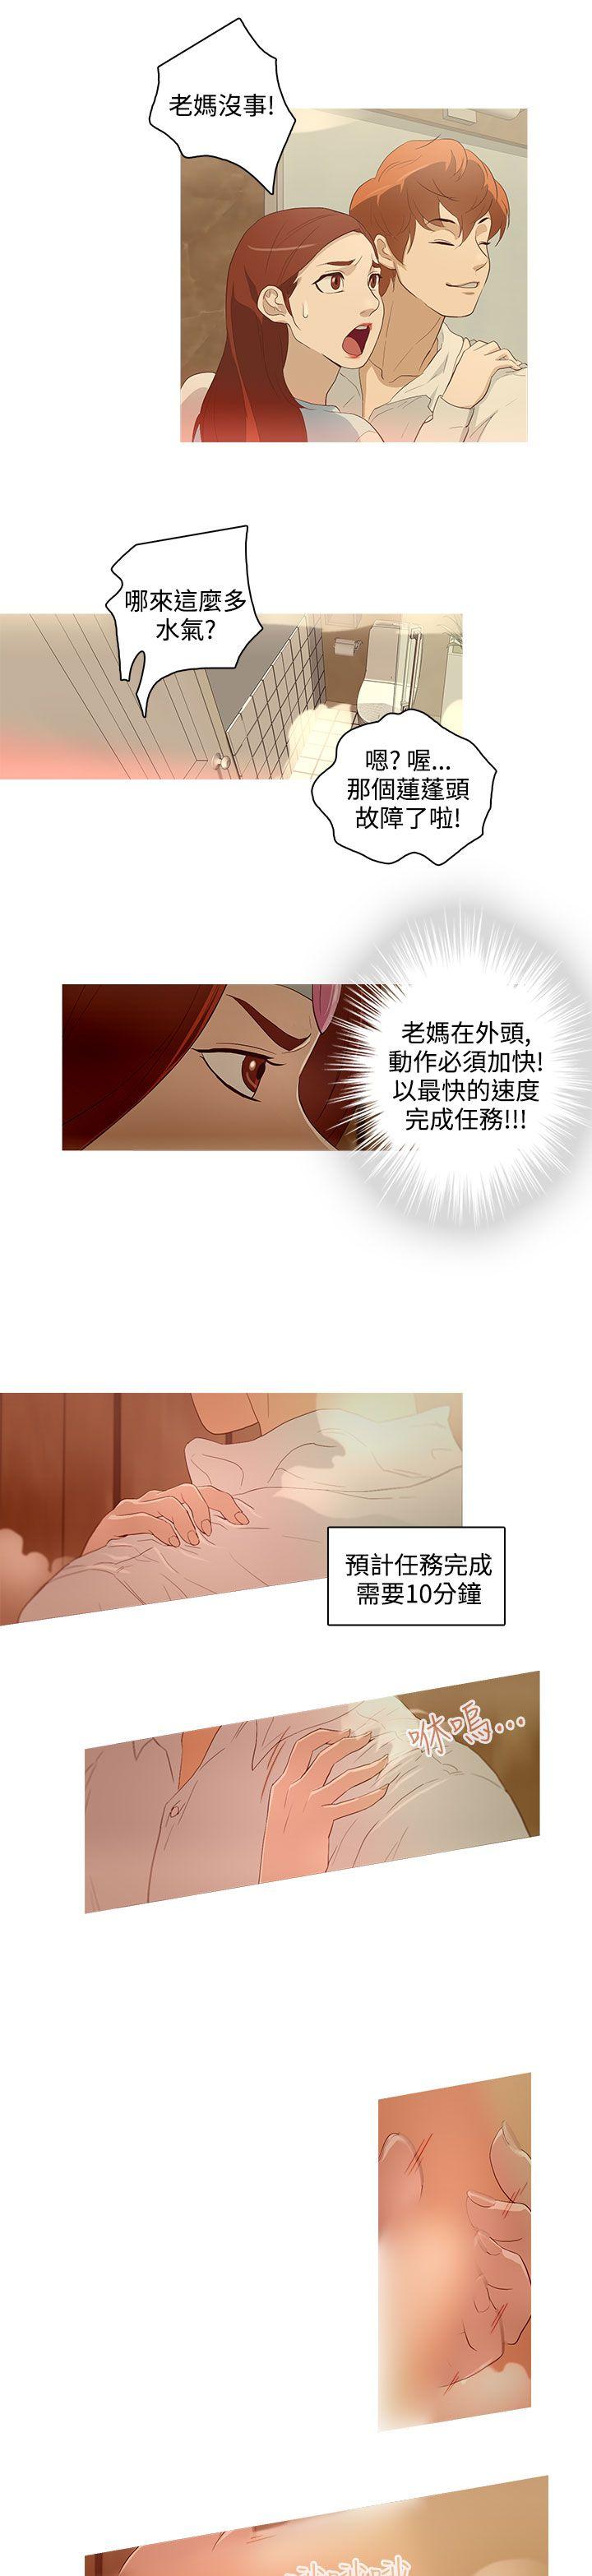 老媽沒事!
哪來這麼多
水氣?
嗯? 喔...
那個蓮蓬頭
故障了啦!
老媽在外頭,
動作必須加快!
以最快的速度
完成任務!!!
預計任務完成
需要10分鐘
咻嗚...